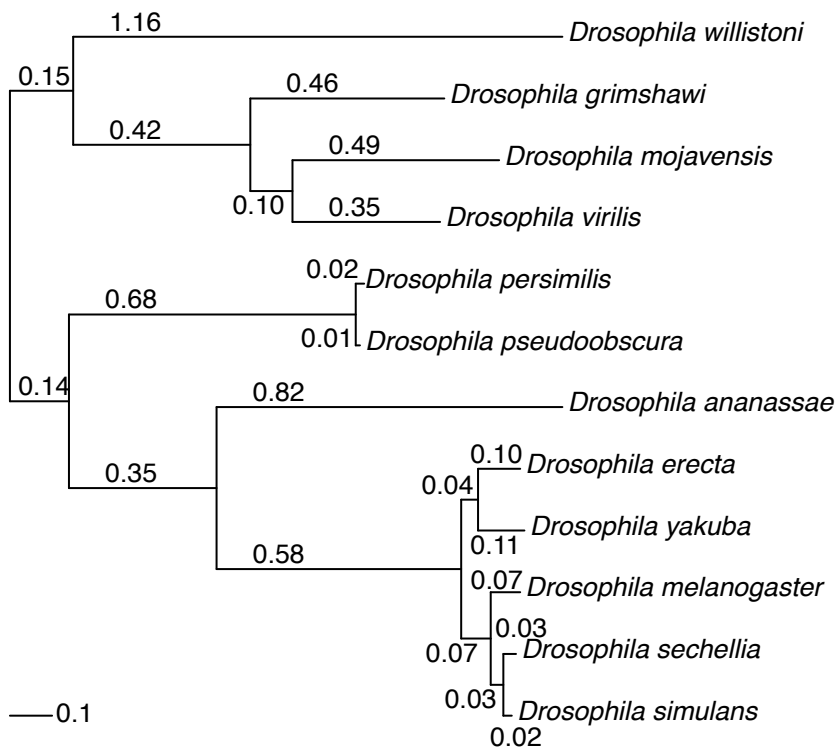 1.16
Drosophila willistoni
0.15
0.46
Drosophila grimshawi
0.42
0.49
Drosophila mojavensis
0.10
0.35
Drosophila virilis
0.02
Drosophila persimilis
0.68
0.01
Drosophila pseudoobscura
0.14
0.82
Drosophila ananassae
0.35
0.10
Drosophila erecta
0.04
Drosophila yakuba
0.11
0.58
0.07
Drosophila melanogaster
0.03
Drosophila sechellia
0.07
0.03
Drosophila simulans
0.02
0.1